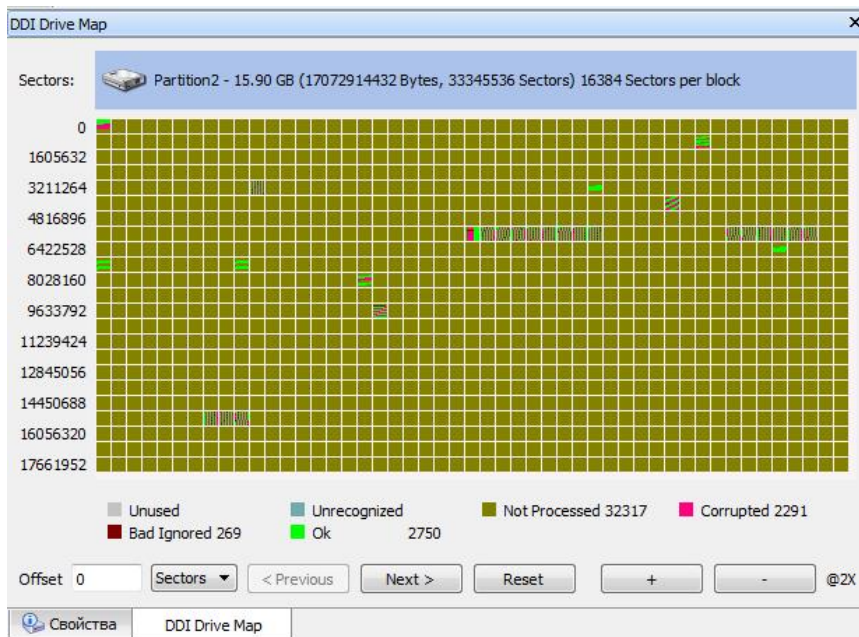 DDI Drive Map
Sectors: Partition2 - 15.90 GB (17072914432 Bytes, 33345536 Sectors) 16384 Sectors per block
0
1605632
3211264
4816896
6422528
8028160
9633792
11239424
12845056
14450688
16056320
17661952
Unused Unrecognized Not Processed 32317 Corrupted 2291
Bad Ignored 269 Ok 2750
Offset 0 Sectors < Previous Next > Reset + - @2X
Свойства DDI Drive Map